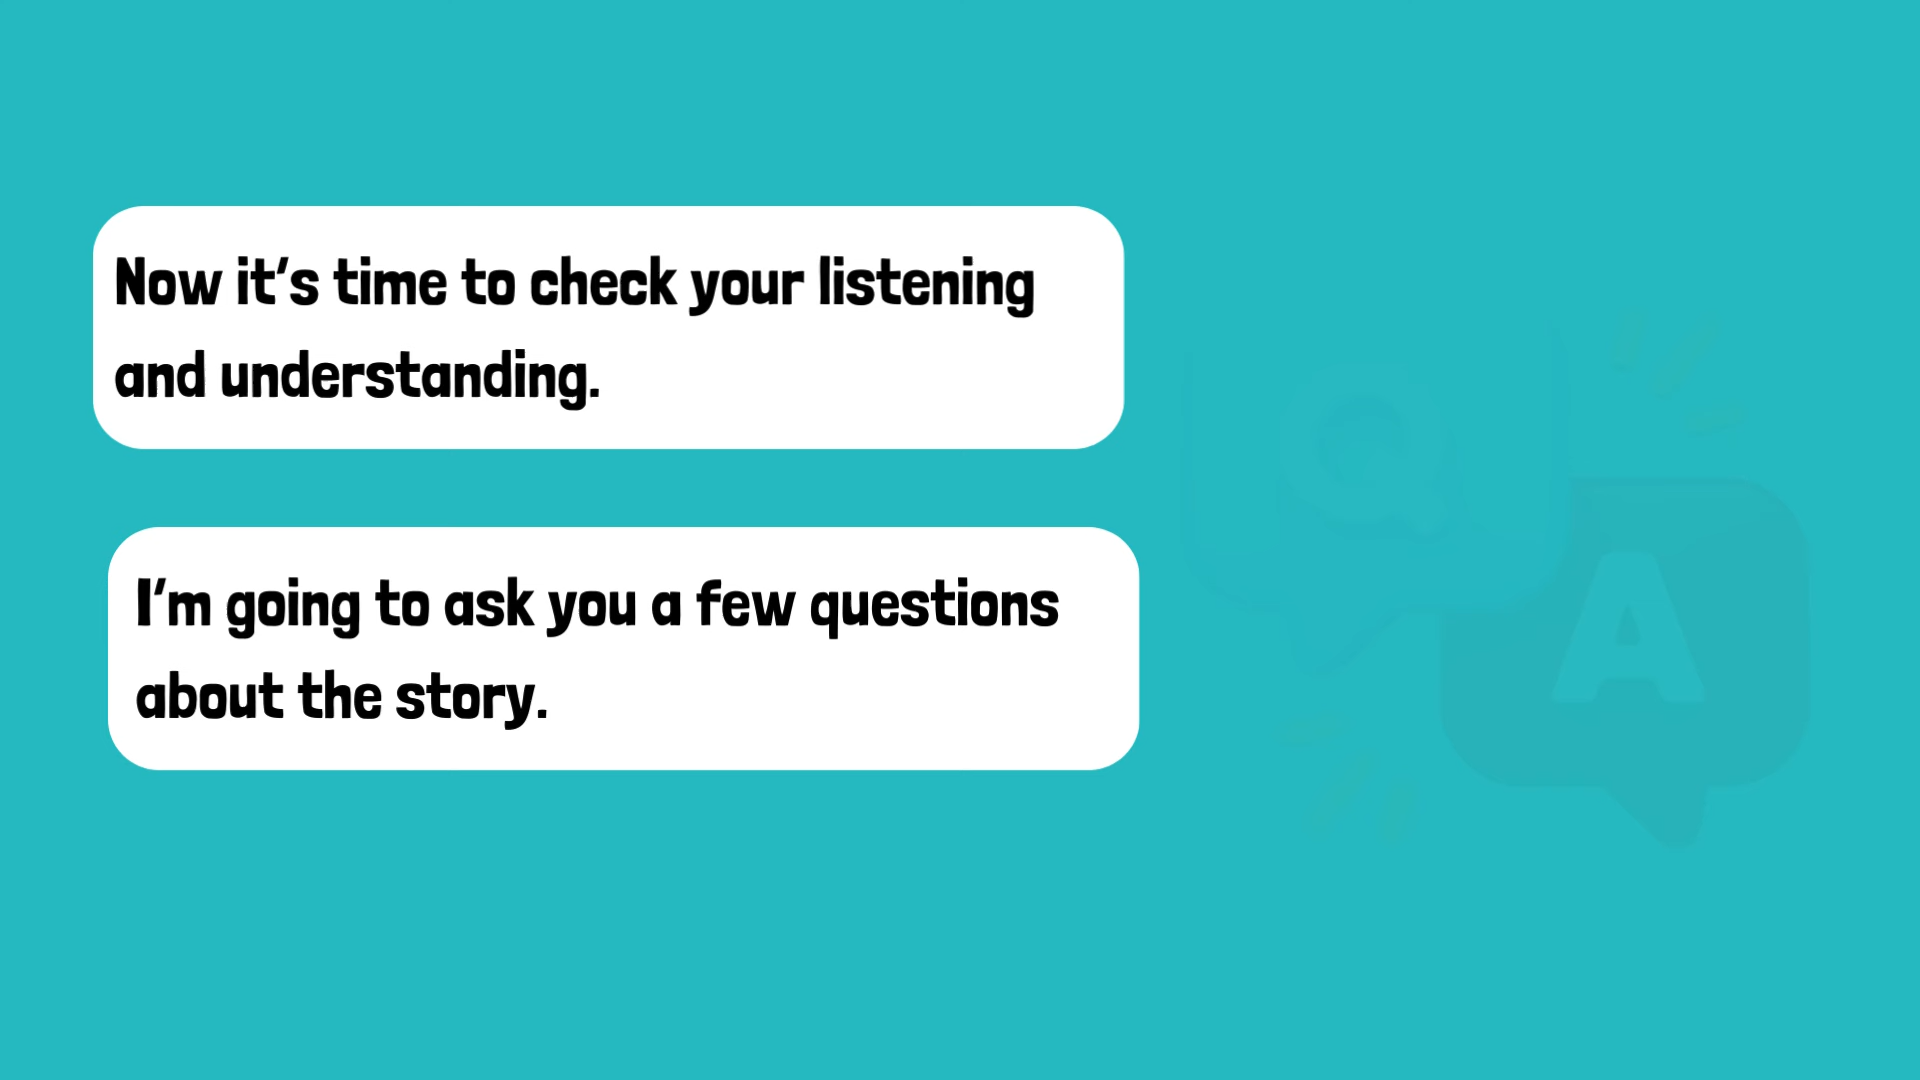 Now it's time to check your listening
and understanding.
I'm going to ask you a few questions
about the story.
Q
A